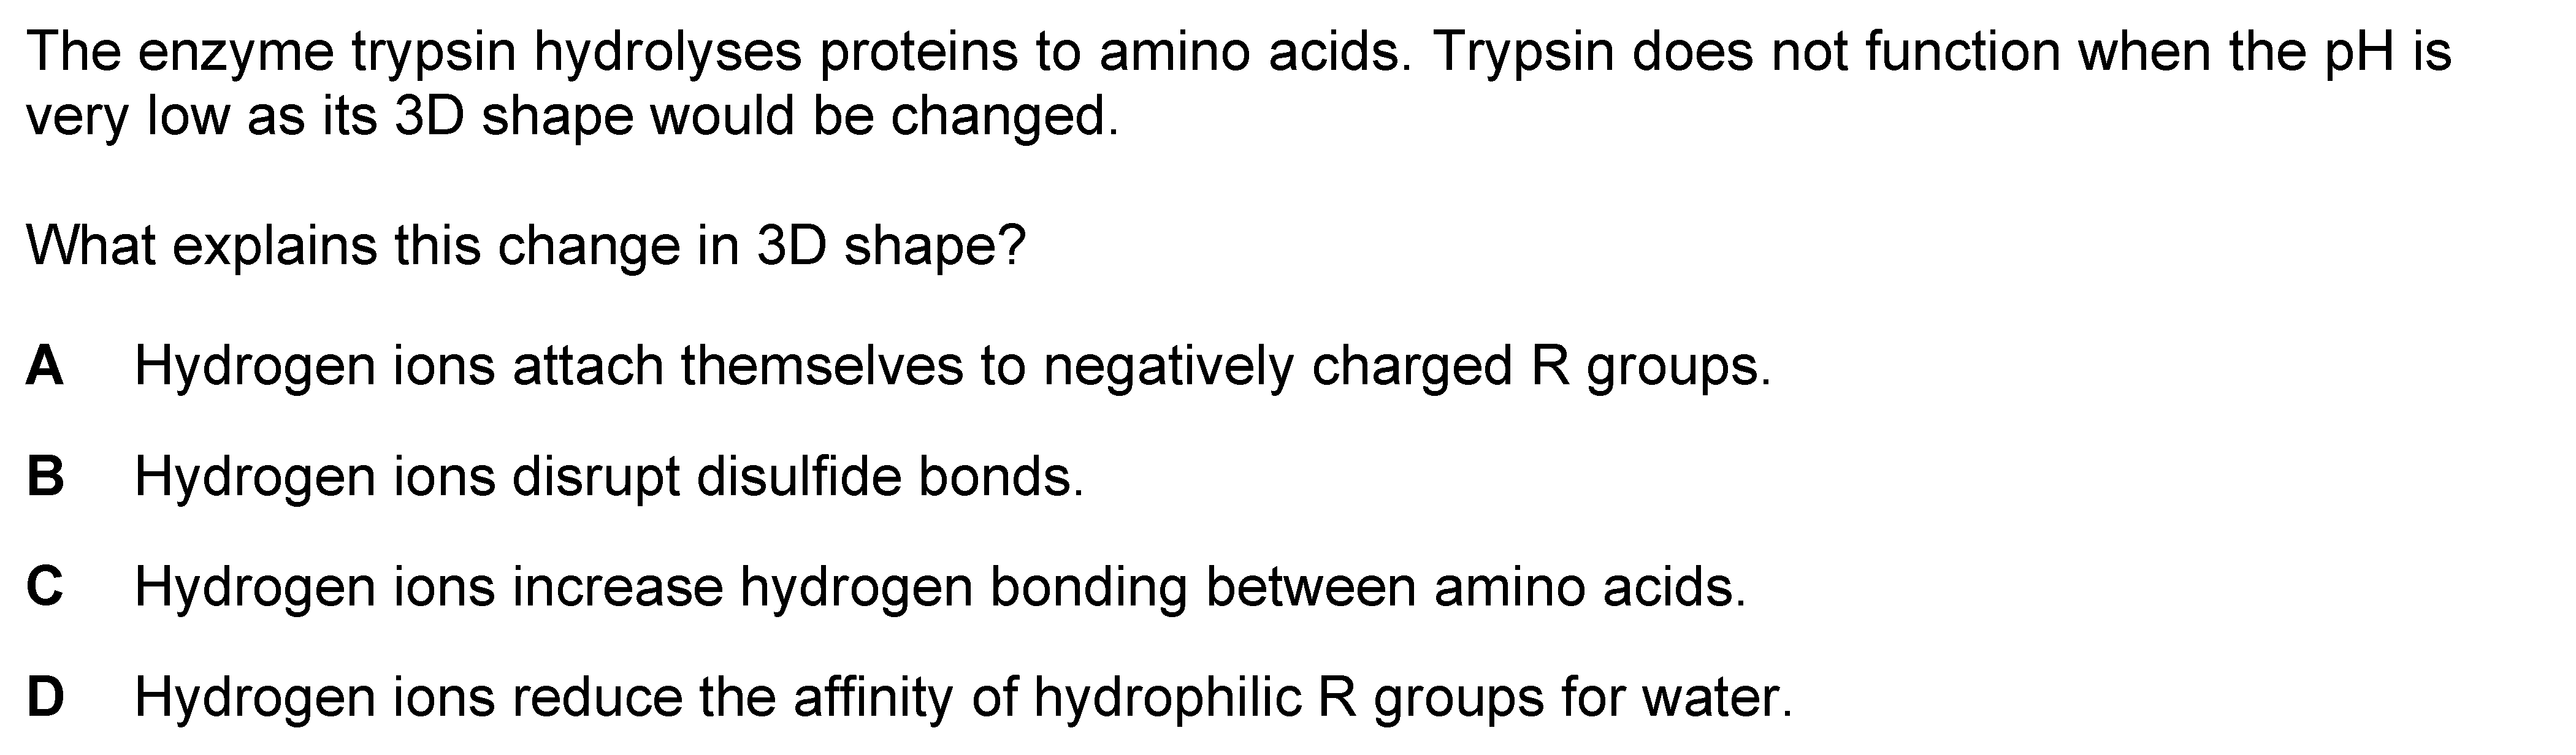 The enzyme trypsin hydrolyses proteins to amino acids. Trypsin does not function when the pH is
very low as its 3D shape would be changed.
What explains this change in 3D shape?
A Hydrogen ions attach themselves to negatively charged R groups.
B Hydrogen ions disrupt disulfide bonds.
C Hydrogen ions increase hydrogen bonding between amino acids.
D Hydrogen ions reduce the affinity of hydrophilic R groups for water.